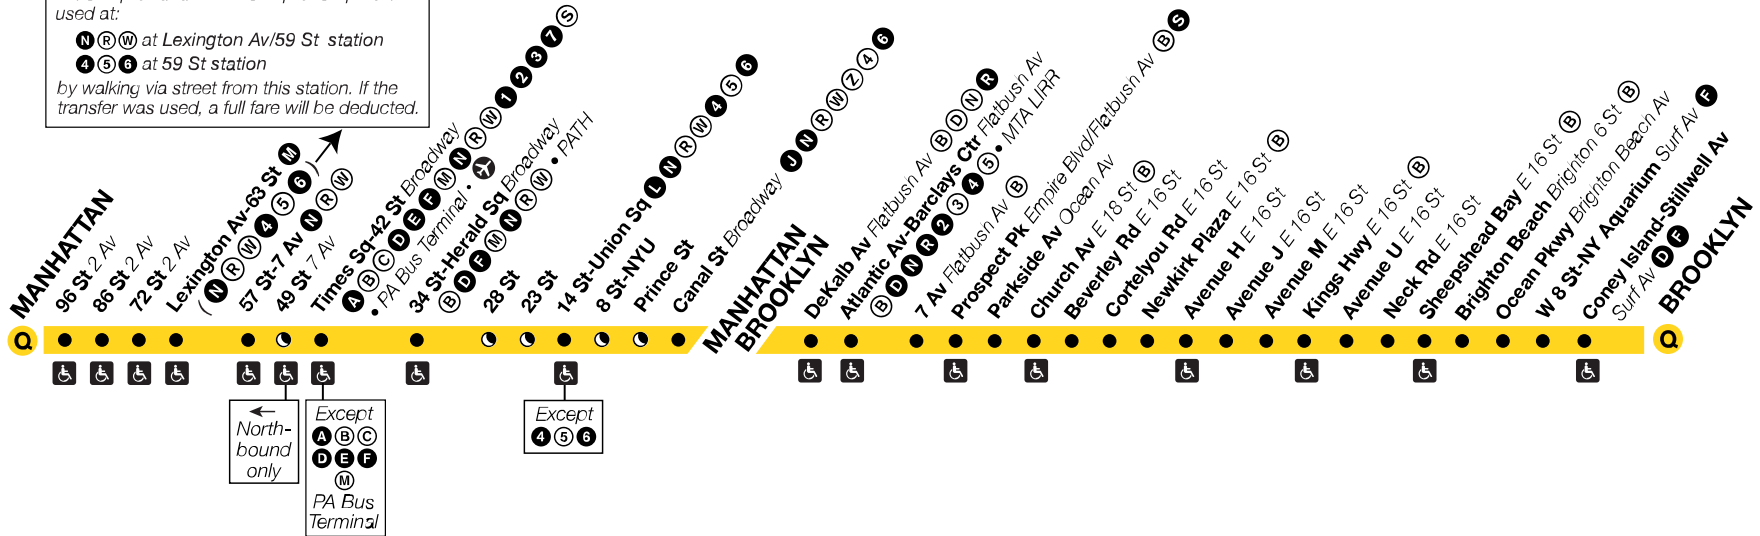 used at:
N R W at Lexington Av/59 St station
4 5 6 at 59 St station
by walking via street from this station. If the
transfer was used, a full fare will be deducted.
MANHATTAN
96 St 2 Av
86 St 2 Av
72 St 2 Av
Lexington Av-63 St M
(N R W 4 5 6)
57 St-7 Av N R W
49 St 7 Av
Times Sq-42 St Broadway N R W 1 2 3 7 S
A B C D E F M
• PA Bus Terminal •
34 St-Herald Sq Broadway
B D F M N R W • PATH
28 St
23 St
14 St-Union Sq L N R W 4 5 6
8 St-NYU
Prince St
Canal St Broadway J N R W Z 4 6
MANHATTAN
BROOKLYN
DeKalb Av Flatbush Av B D N R
Atlantic Av-Barclays Ctr Flatbush Av
B D N R 2 3 4 5 • MTA LIRR
7 Av Flatbush Av B
Prospect Pk Empire Blvd/Flatbush Av B S
Parkside Av Ocean Av
Church Av E 18 St B
Beverley Rd E 16 St
Cortelyou Rd E 16 St
Newkirk Plaza E 16 St B
Avenue H E 16 St
Avenue J E 16 St
Avenue M E 16 St
Kings Hwy E 16 St B
Avenue U E 16 St
Neck Rd E 16 St
Sheepshead Bay E 16 St B
Brighton Beach Brighton 6 St B
Ocean Pkwy Brighton Beach Av
W 8 St-NY Aquarium Surf Av F
Coney Island-Stillwell Av
Surf Av D F
BROOKLYN
Q
Q
North-
bound
only
Except
A B C
D E F
M
PA Bus
Terminal
Except
4 5 6